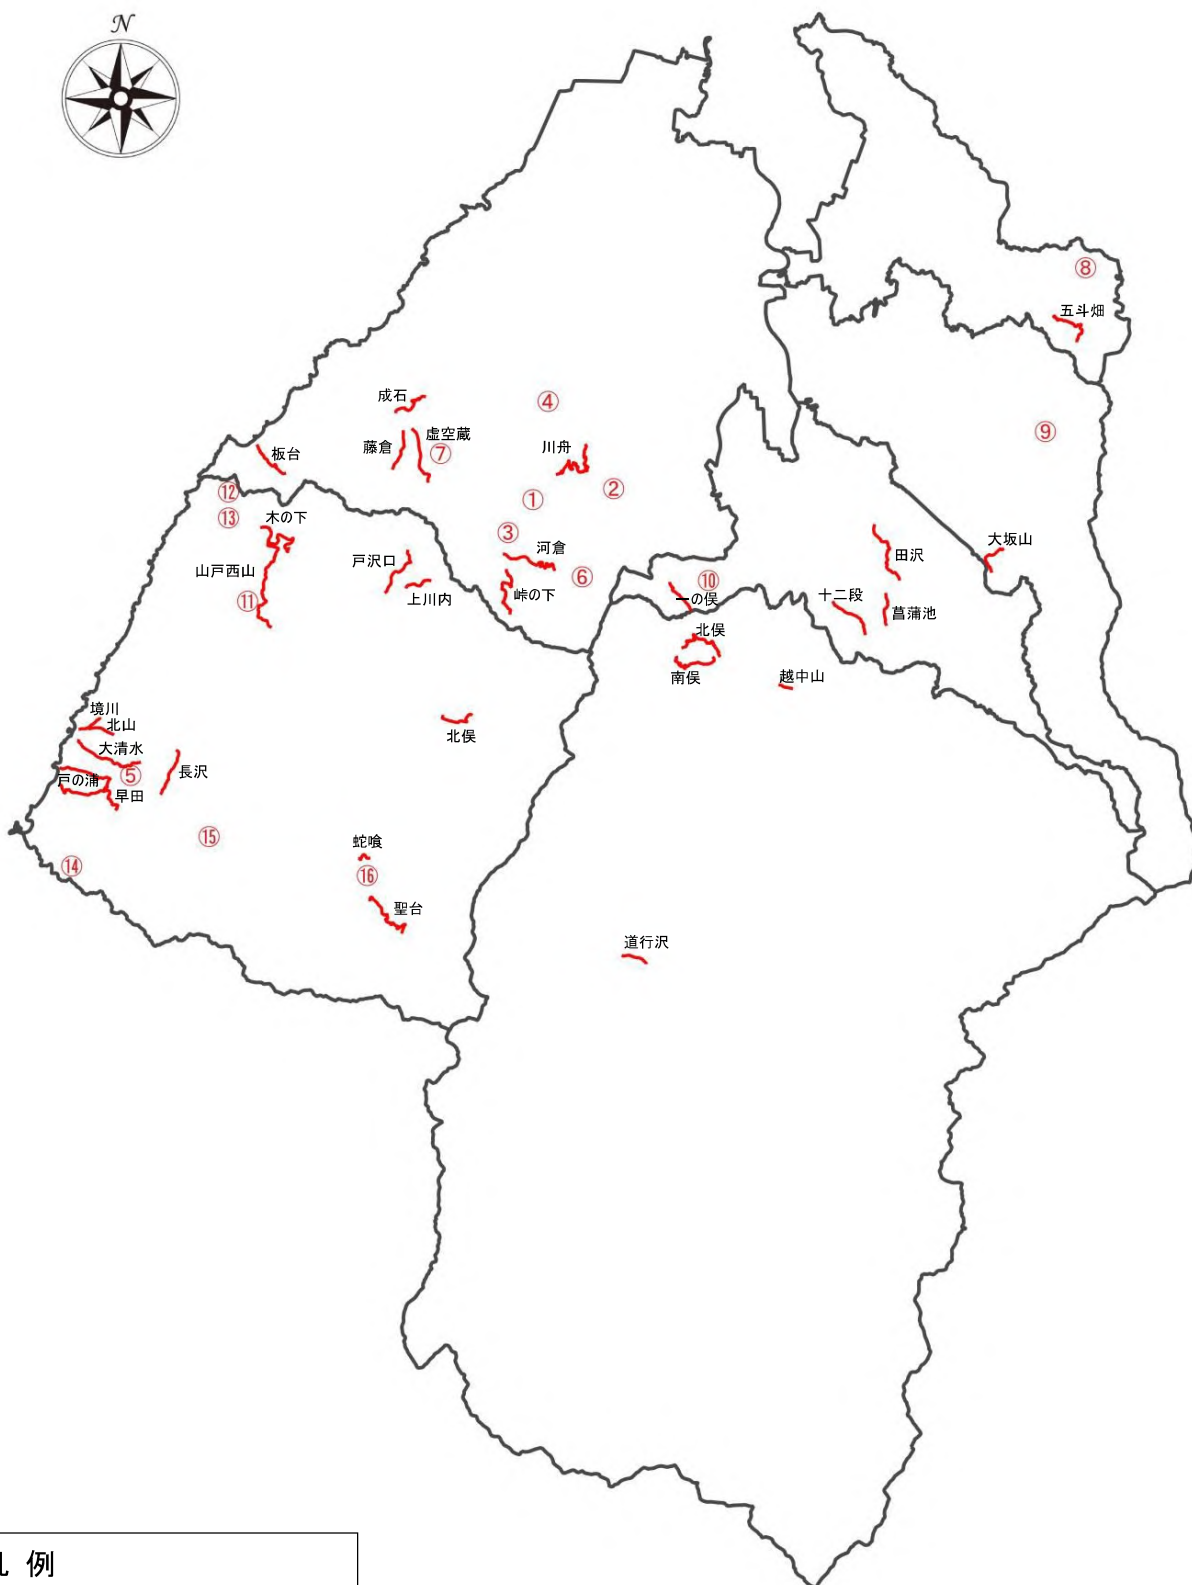 N
⑧
五斗畑
成石
④
⑨
虚空蔵
藤倉
⑦
川舟
板台
②
⑫
①
⑬
木の下
③
大坂山
河倉
田沢
戸沢口
山戸西山
⑥
⑩
上川内
峠の下
一の俣
十二段
⑪
菖蒲池
北俣
南俣
越中山
境川
北山
北俣
大清水
⑤
長沢
戸の浦
早田
⑮
蛇喰
⑭
⑯
聖台
道行沢
例